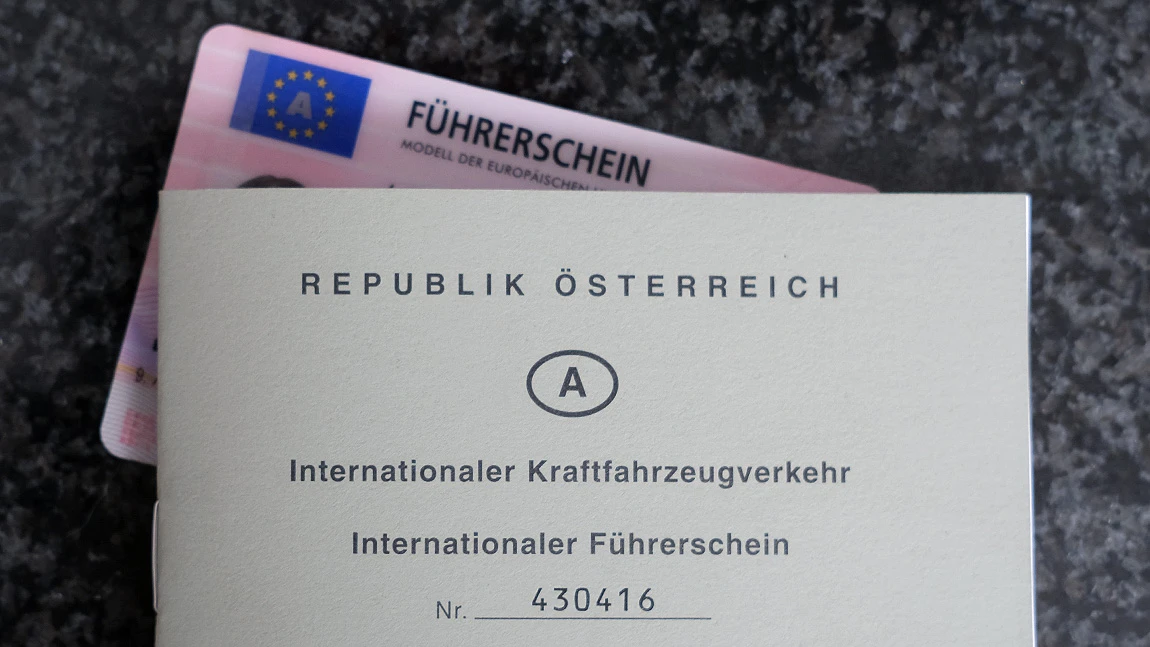 A
FÜHRERSCHEIN
MODELL DER EUROPÄISCHEN
REPUBLIK ÖSTERREICH
A
Internationaler Kraftfahrzeugverkehr
Internationaler Führerschein
Nr. 430416